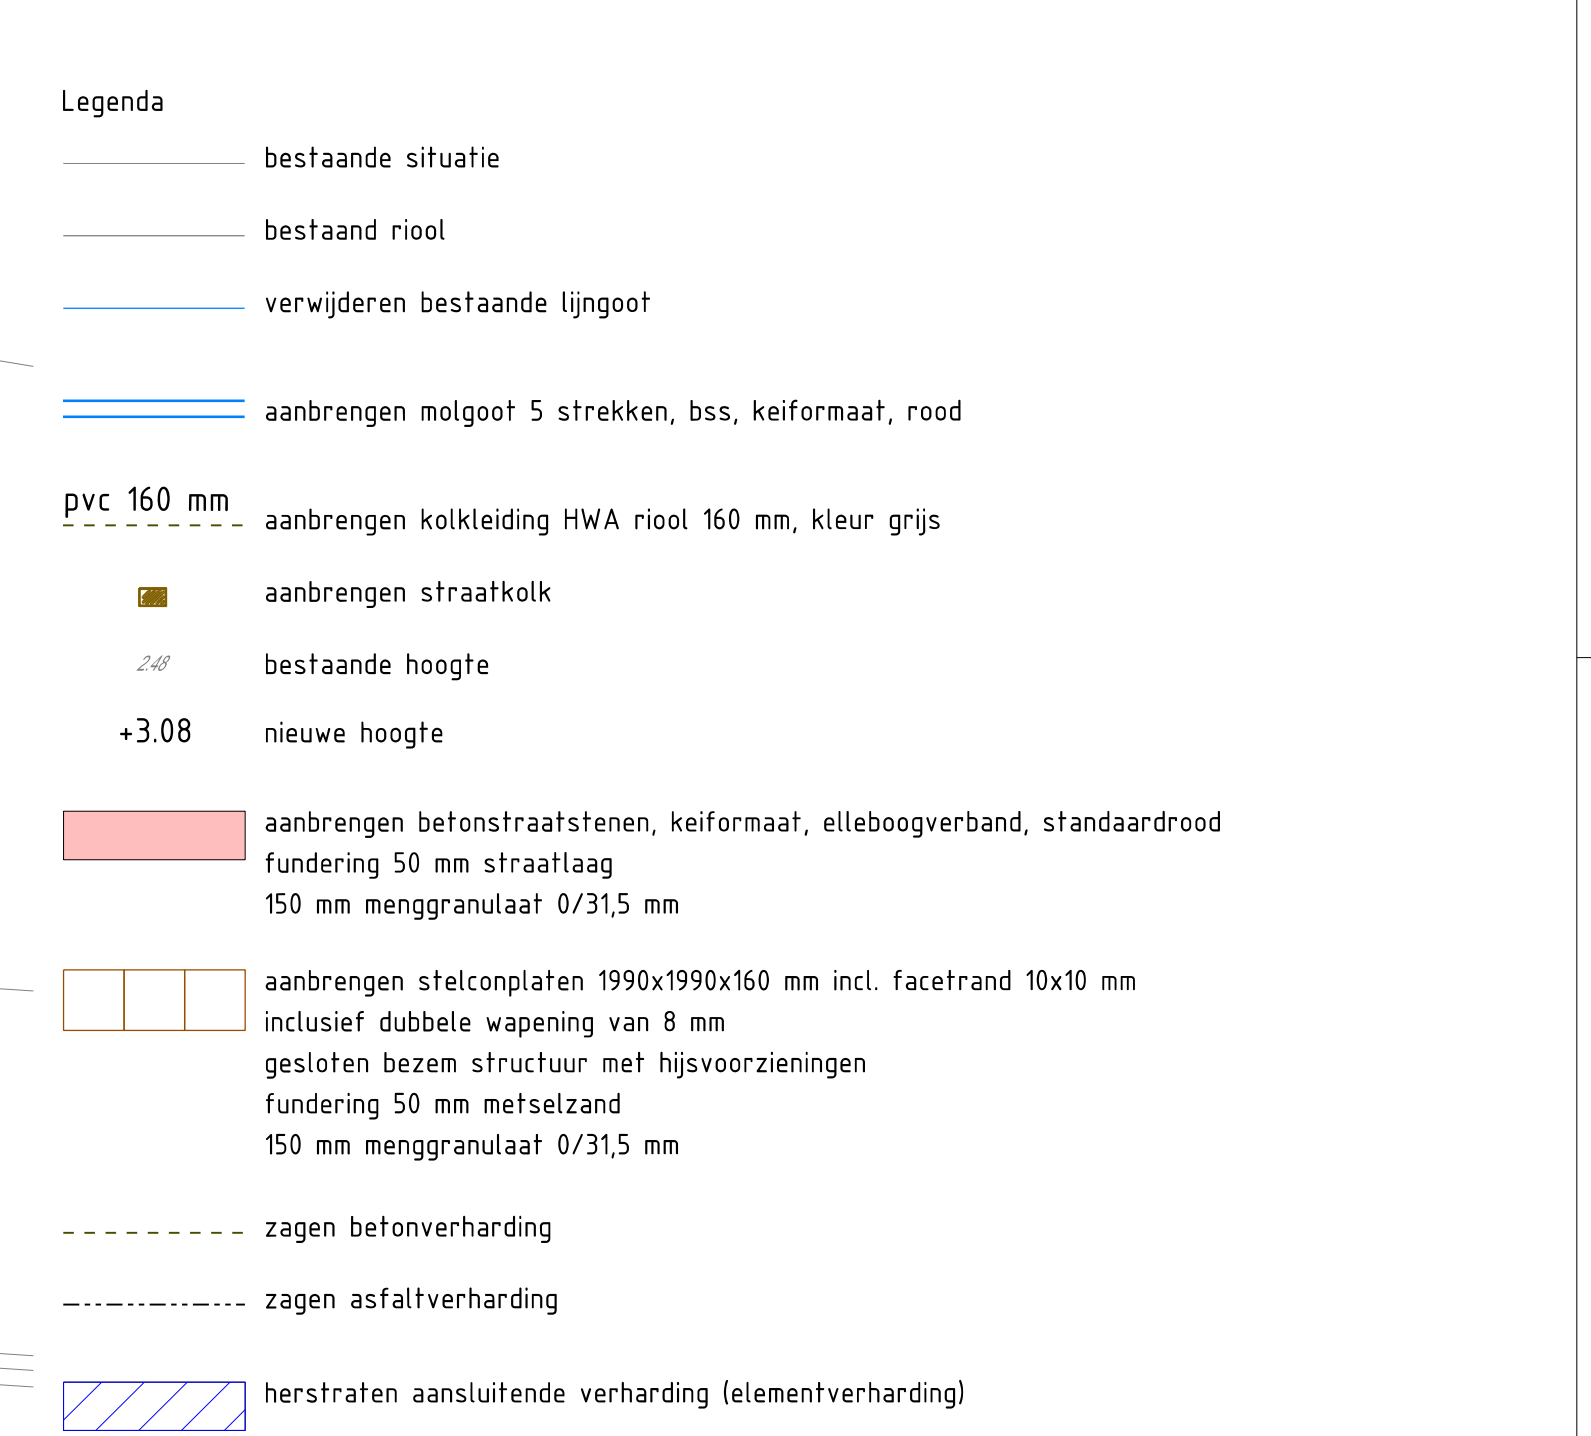 Legenda
bestaande situatie
bestaand riool
verwijderen bestaande lijngoot
aanbrengen molgoot 5 strekken, bss, keiformaat, rood
pvc 160 mm
aanbrengen kolkleiding HWA riool 160 mm, kleur grijs
aanbrengen straatkolk
2.48 bestaande hoogte
+3.08 nieuwe hoogte
aanbrengen betonstraatstenen, keiformaat, elleboogverband, standaardrood
fundering 50 mm straatlaag
150 mm menggranulaat 0/31,5 mm
aanbrengen stelconplaten 1990x1990x160 mm incl. facetrand 10x10 mm
inclusief dubbele wapening van 8 mm
gesloten bezem structuur met hijsvoorzieningen
fundering 50 mm metselzand
150 mm menggranulaat 0/31,5 mm
zagen betonverharding
zagen asfaltverharding
herstraten aansluitende verharding (elementverharding)